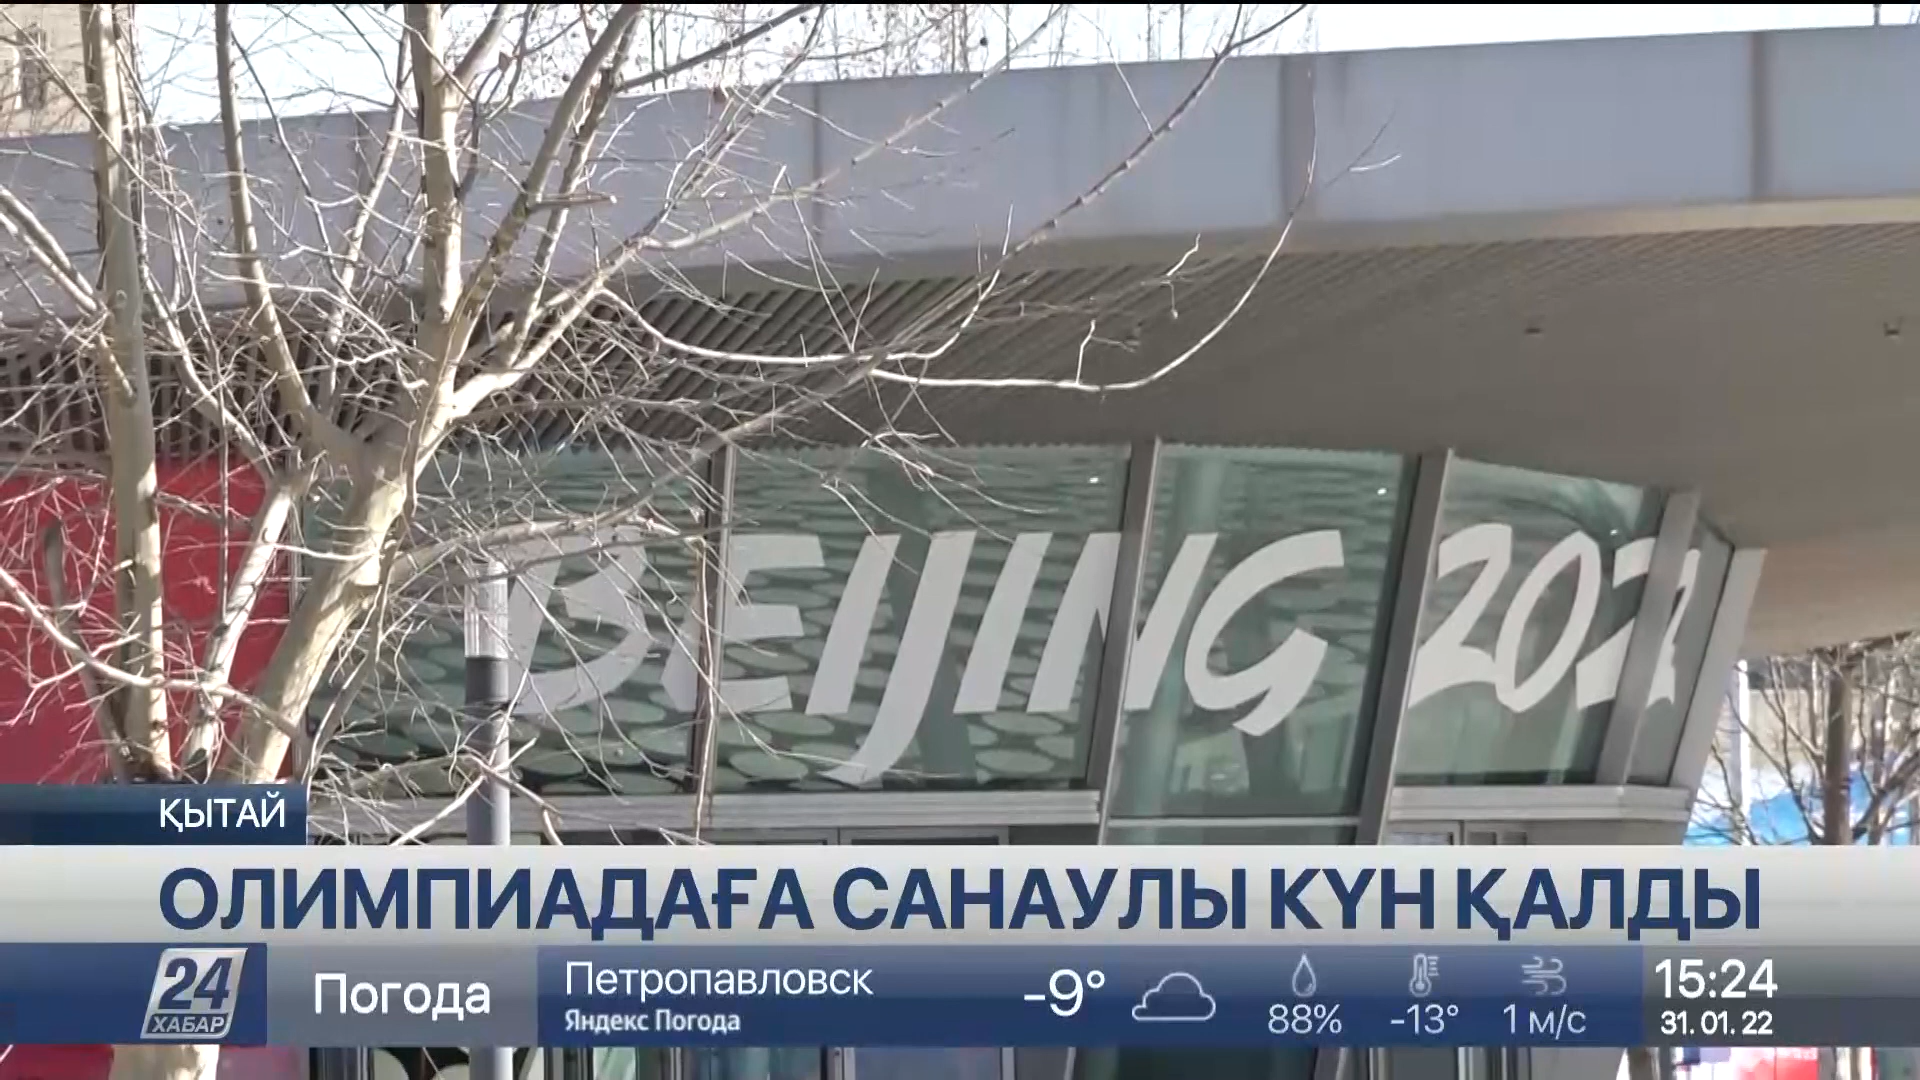 BEIJING 2022
ҚЫТАЙ
ОЛИМПИАДАҒА САНАУЛЫ КҮН ҚАЛДЫ
24
ХАБАР
Погода
Петропавловск
Яндекс Погода
-9°
88%
-13°
1 м/с
15:24
31.01.22